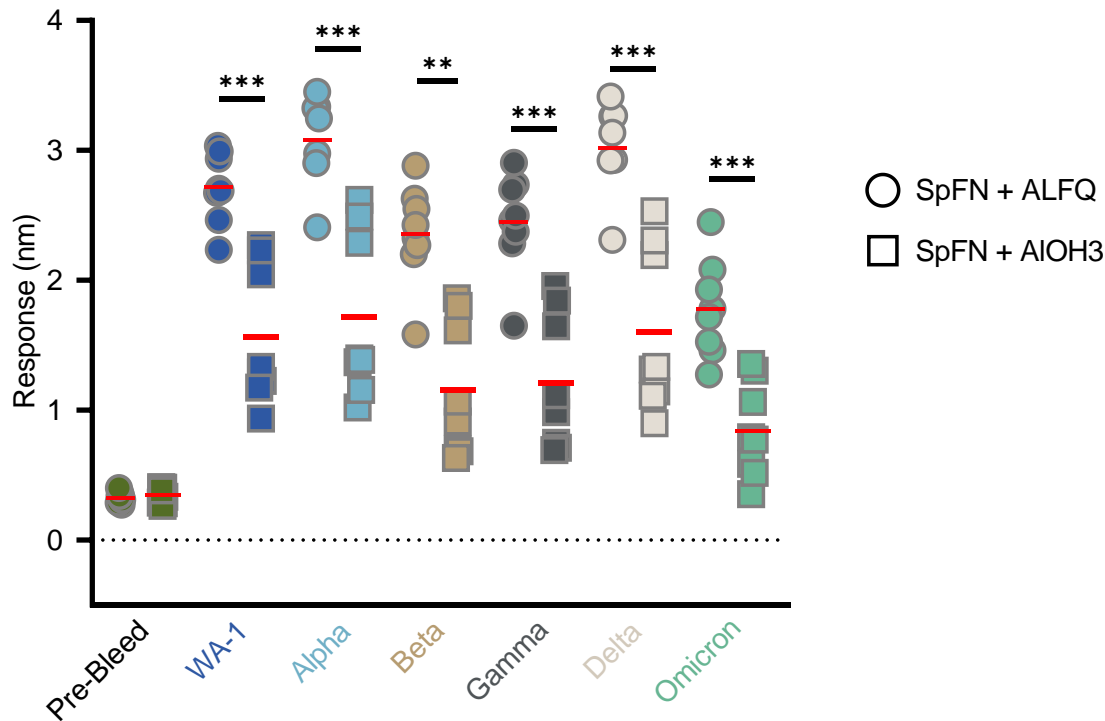 4
3
2
1
0
Response (nm)
***
***
**
***
***
***
SpFN + ALFQ
SpFN + AlOH3
Pre-Bleed
WA-1
Alpha
Beta
Gamma
Delta
Omicron